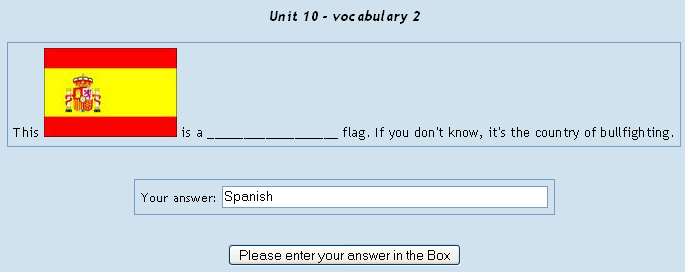 Unit 10 - vocabulary 2
This is a __________________ flag. If you don't know, it's the country of bullfighting.
Your answer: Spanish
Please enter your answer in the Box